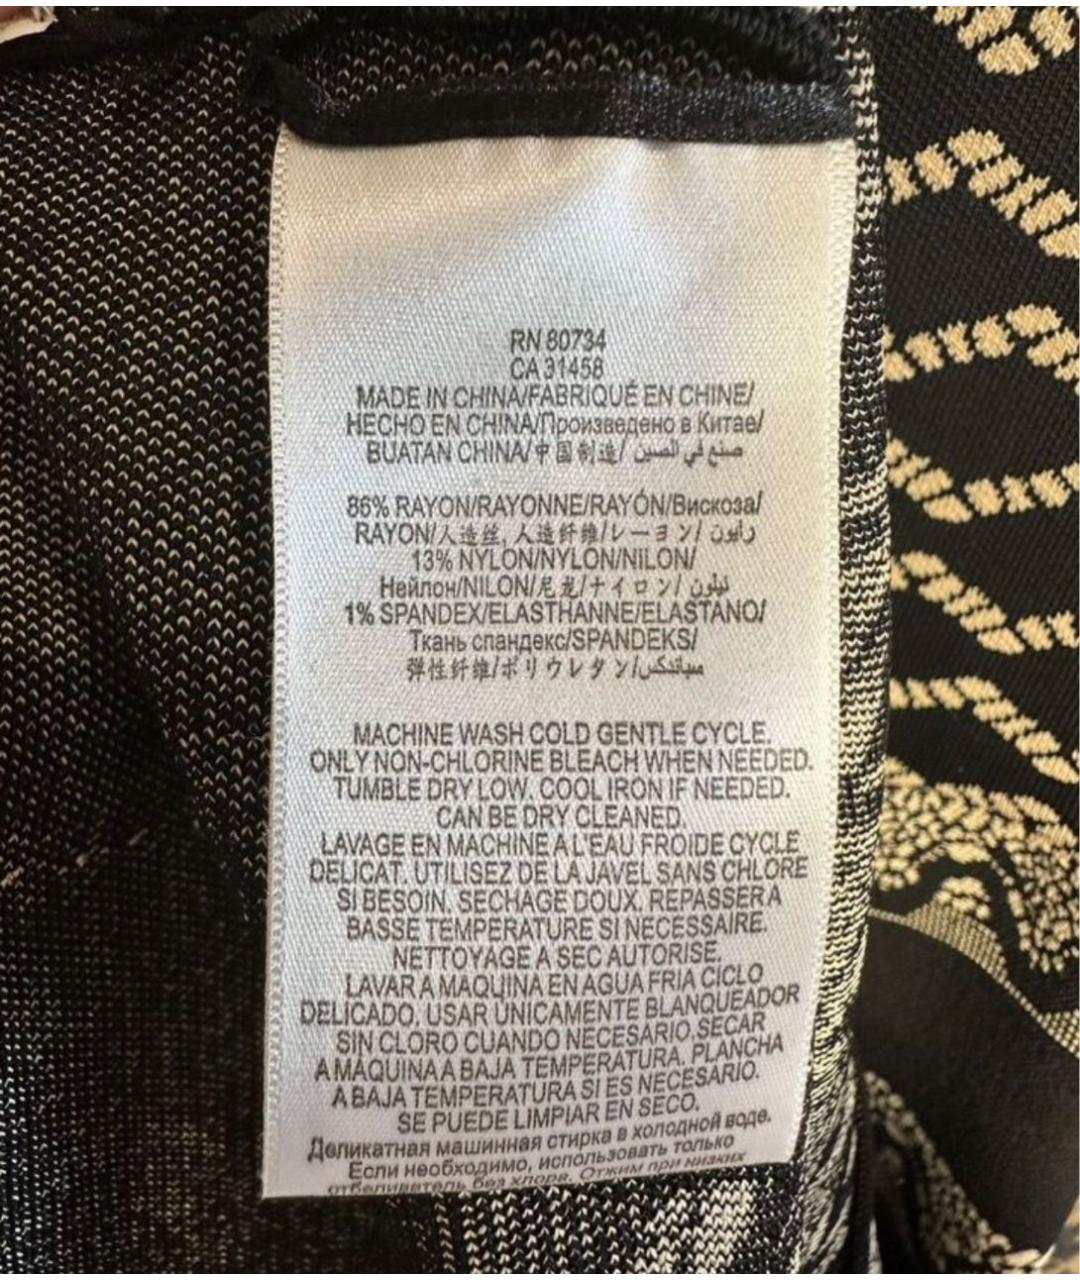 RN 80734
CA 31458
MADE IN CHINA/FABRIQUÉ EN CHINE/
HECHO EN CHINA/Произведено в Китае/
BUATAN CHINA/中国制造/ صنع في الصين
86% RAYON/RAYONNE/RAYÓN/Вискоза/
RAYON/人造丝, 人造纤维/レーヨン/ رايون
13% NYLON/NYLON/NILON/
Нейлон/NILON/尼龙/ナイロン/ نيلون
1% SPANDEX/ELASTHANNE/ELASTANO/
Ткань спандекс/SPANDEKS/
弹性纤维/ポリウレタン/سباندكس
MACHINE WASH COLD GENTLE CYCLE.
ONLY NON-CHLORINE BLEACH WHEN NEEDED.
TUMBLE DRY LOW. COOL IRON IF NEEDED.
CAN BE DRY CLEANED.
LAVAGE EN MACHINE A L'EAU FROIDE CYCLE
DELICAT. UTILISEZ DE LA JAVEL SANS CHLORE
SI BESOIN. SECHAGE DOUX. REPASSER A
BASSE TEMPERATURE SI NECESSAIRE.
NETTOYAGE A SEC AUTORISE.
LAVAR A MAQUINA EN AGUA FRIA CICLO
DELICADO. USAR ÚNICAMENTE BLANQUEADOR
SIN CLORO CUANDO NECESARIO.SECAR
A MAQUINA A BAJA TEMPERATURA. PLANCHA
A BAJA TEMPERATURA SI ES NECESARIO.
SE PUEDE LIMPIAR EN SECO.
Деликатная машинная стирка в холодной воде.
Если необходимо, использовать только
отбеливатель без хлора. Отжим при низких